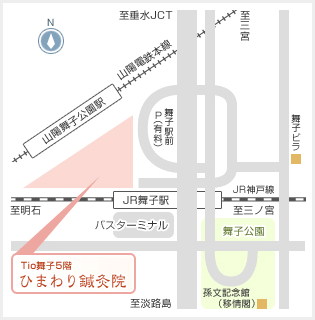 至垂水JCT
至三宮
N
山陽電鉄本線
山陽舞子公園駅
舞子駅前
P(有料)
舞子ビラ
JR神戸線
JR舞子駅
至明石
至三ノ宮
バスターミナル
舞子公園
Tio舞子5階
ひまわり鍼灸院
孫文記念館
(移情閣)
至淡路島